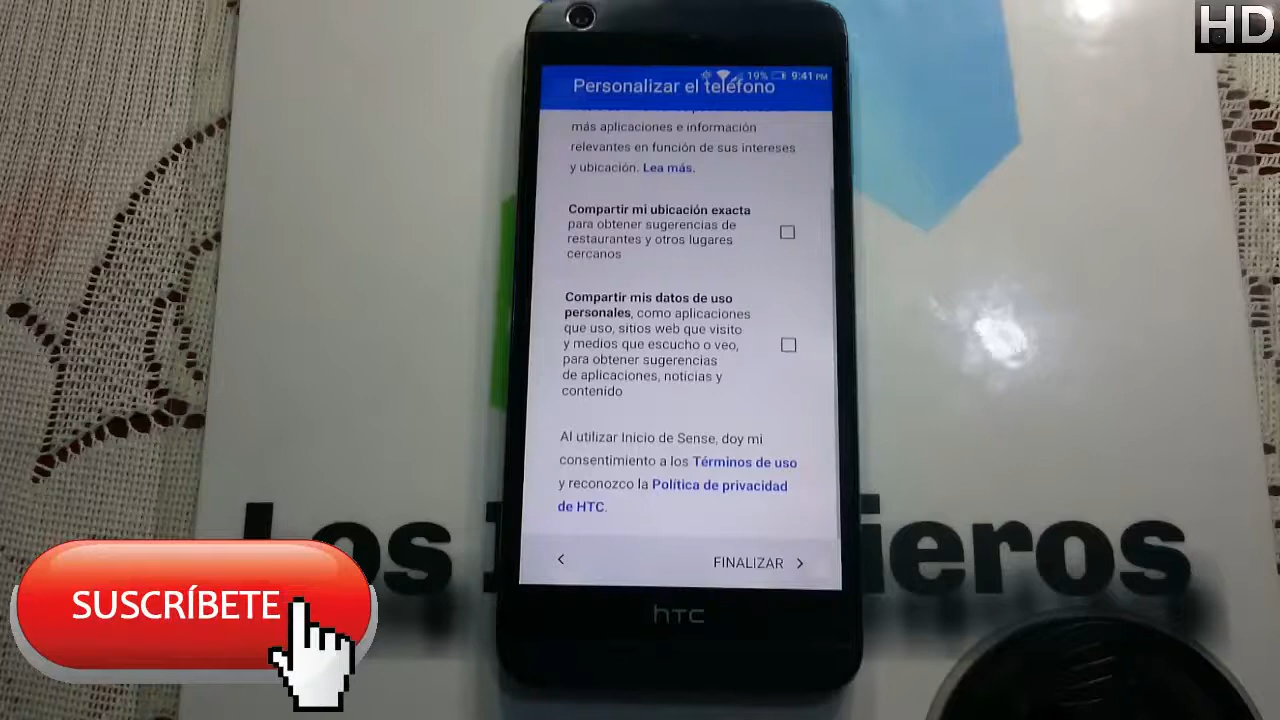 HD
19% 9:41 PM
Personalizar el teléfono
más aplicaciones e información
relevantes en función de sus intereses
y ubicación. Lea más.
Compartir mi ubicación exacta
para obtener sugerencias de
restaurantes y otros lugares
cercanos
Compartir mis datos de uso
personales, como aplicaciones
que uso, sitios web que visito
y medios que escucho o veo,
para obtener sugerencias
de aplicaciones, noticias y
contenido
Al utilizar Inicio de Sense, doy mi
consentimiento a los Términos de uso
y reconozco la Política de privacidad
de HTC.
FINALIZAR
hTC
Los
ieros
SUSCRÍBETE